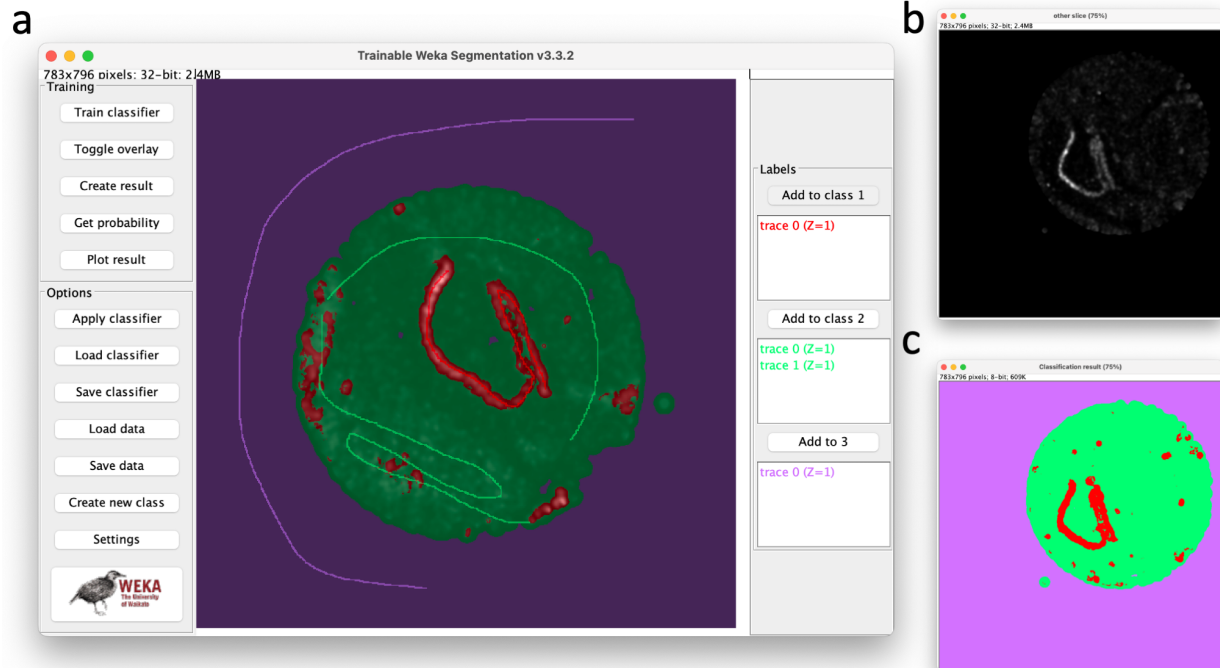 a
Trainable Weka Segmentation v3.3.2
783x796 pixels; 32-bit; 2.4MB
Training
Train classifier
Toggle overlay
Create result
Get probability
Plot result
Options
Apply classifier
Load classifier
Save classifier
Load data
Save data
Create new class
Settings
WEKA
The University
of Waikato
Labels
Add to class 1
trace 0 (Z=1)
Add to class 2
trace 0 (Z=1)
trace 1 (Z=1)
Add to 3
trace 0 (Z=1)
b
other slice (75%)
783x796 pixels; 32-bit; 2.4MB
c
Classification result (75%)
783x796 pixels; 8-bit; 609K